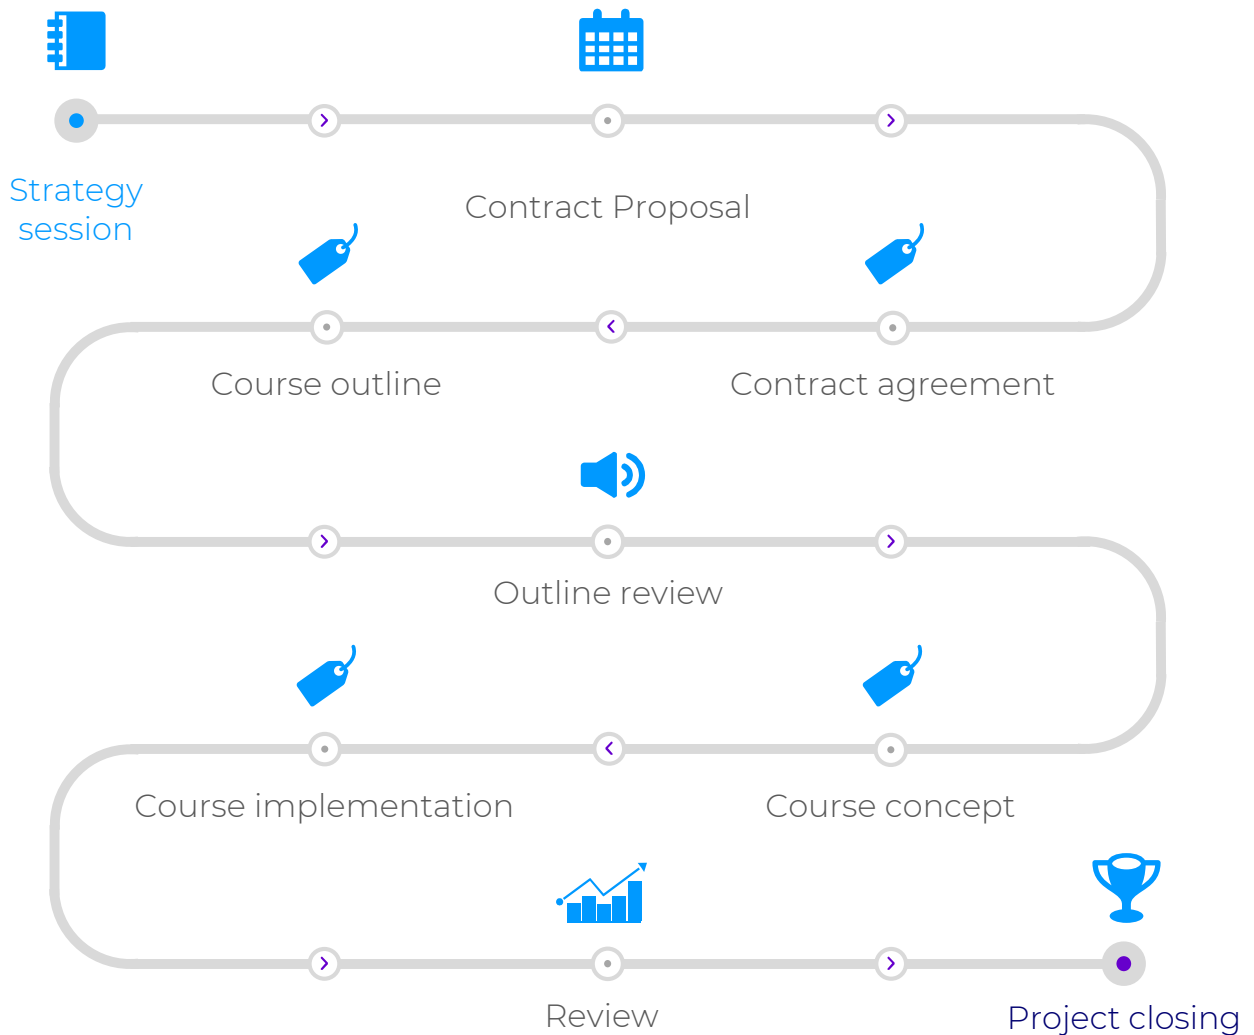 Strategy
session
Contract Proposal
Course outline
Contract agreement
Outline review
Course implementation
Course concept
Review
Project closing